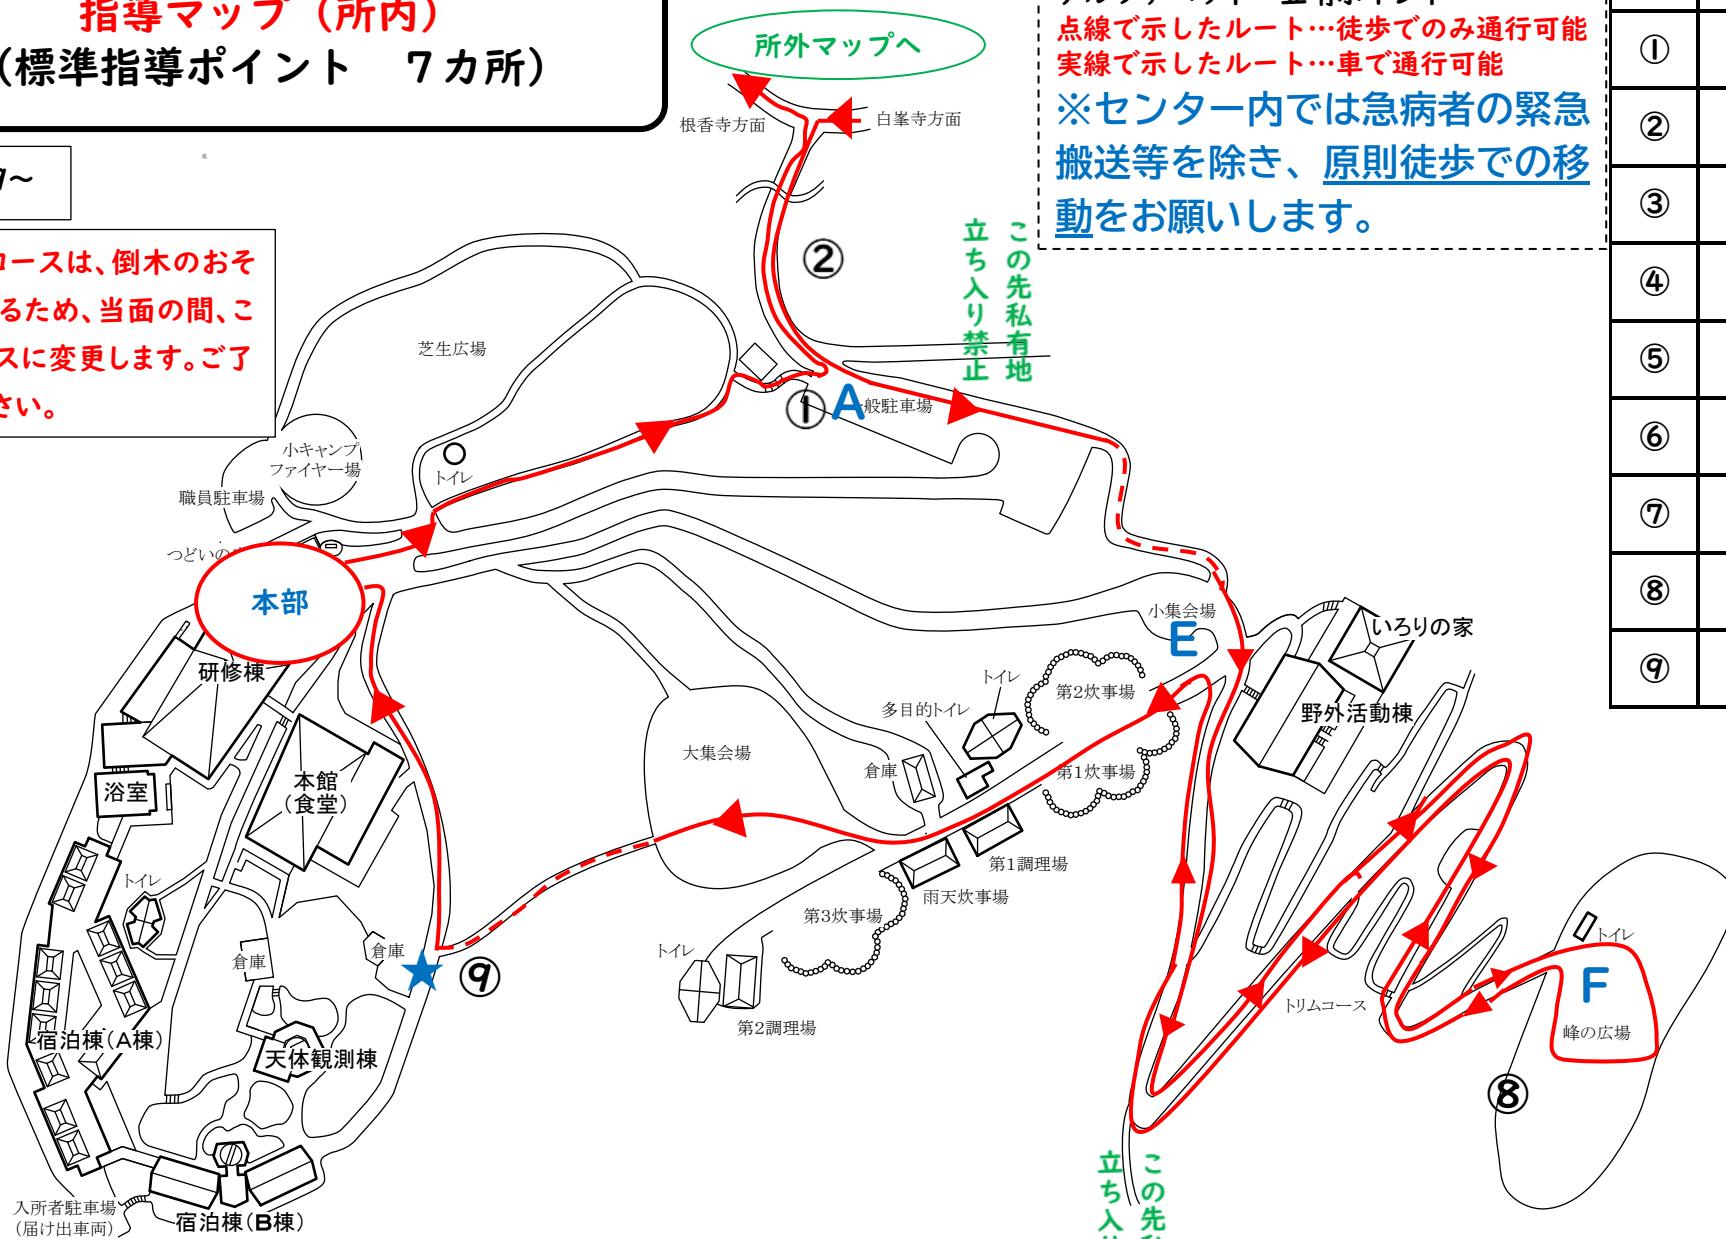 指導マップ（所内）
（標準指導ポイント　７カ所）
所外マップへ
点線で示したルート…徒歩でのみ通行可能
実線で示したルート…車で通行可能
※センター内では急病者の緊急
搬送等を除き、原則徒歩での移
動をお願いします。
①
②
③
④
⑤
⑥
⑦
⑧
⑨
～
コースは、倒木のおそ
るため、当面の間、こ
スに変更します。ご了
さい。
根香寺方面
白峯寺方面
②
この先私有地
立ち入り禁止
芝生広場
①
A
般駐車場
小キャンプ
ファイヤー場
トイレ
職員駐車場
つどいの
本部
小集会場
E
いろりの家
研修棟
トイレ
第2炊事場
多目的トイレ
野外活動棟
大集会場
倉庫
第1炊事場
浴室
本館
（食堂）
第1調理場
雨天炊事場
トイレ
第3炊事場
トイレ
倉庫
倉庫
⑨
トイレ
F
トリムコース
峰の広場
第2調理場
宿泊棟（A棟）
天体観測棟
⑧
この先
立ち入
入所者駐車場
（届け出車両）
宿泊棟（B棟）